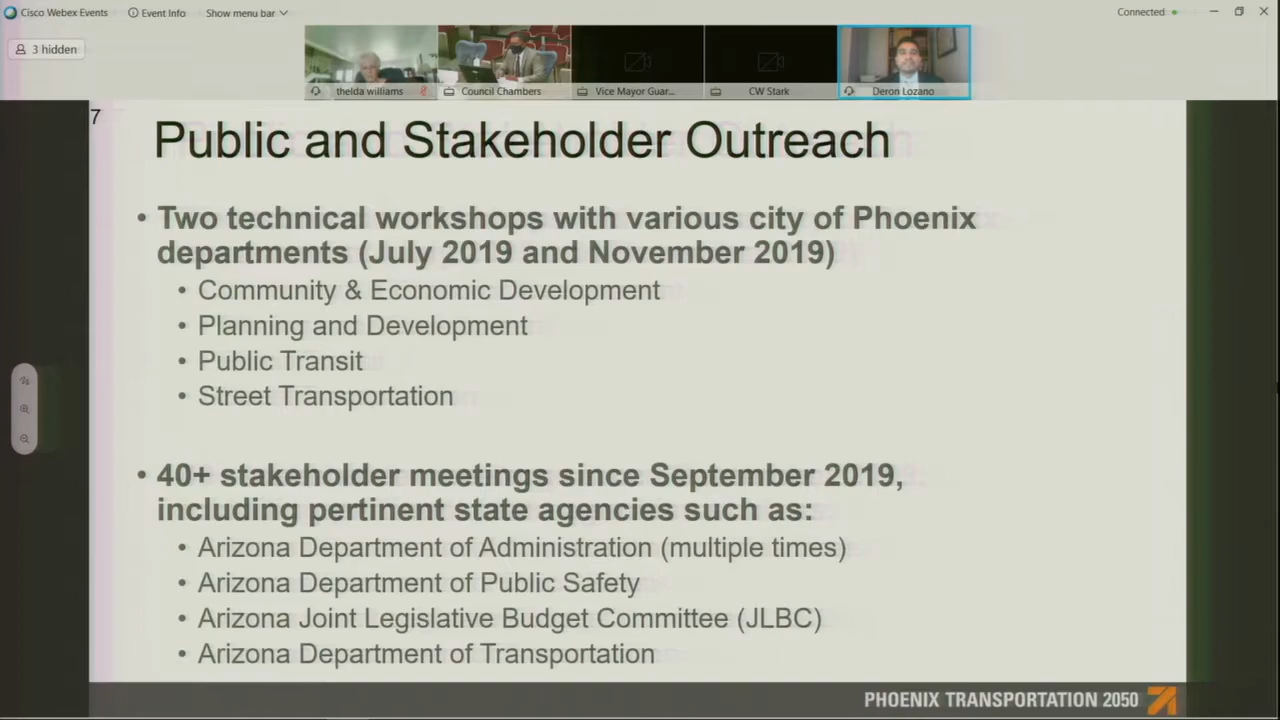 Cisco Webex Events
Event Info
Show menu bar
Connected
3 hidden
thelda williams
Council Chambers
Vice Mayor Guar...
CW Stark
Deron Lozano
7
Public and Stakeholder Outreach
• Two technical workshops with various city of Phoenix
departments (July 2019 and November 2019)
• Community & Economic Development
• Planning and Development
• Public Transit
• Street Transportation
• 40+ stakeholder meetings since September 2019,
including pertinent state agencies such as:
• Arizona Department of Administration (multiple times)
• Arizona Department of Public Safety
• Arizona Joint Legislative Budget Committee (JLBC)
• Arizona Department of Transportation
PHOENIX TRANSPORTATION 2050